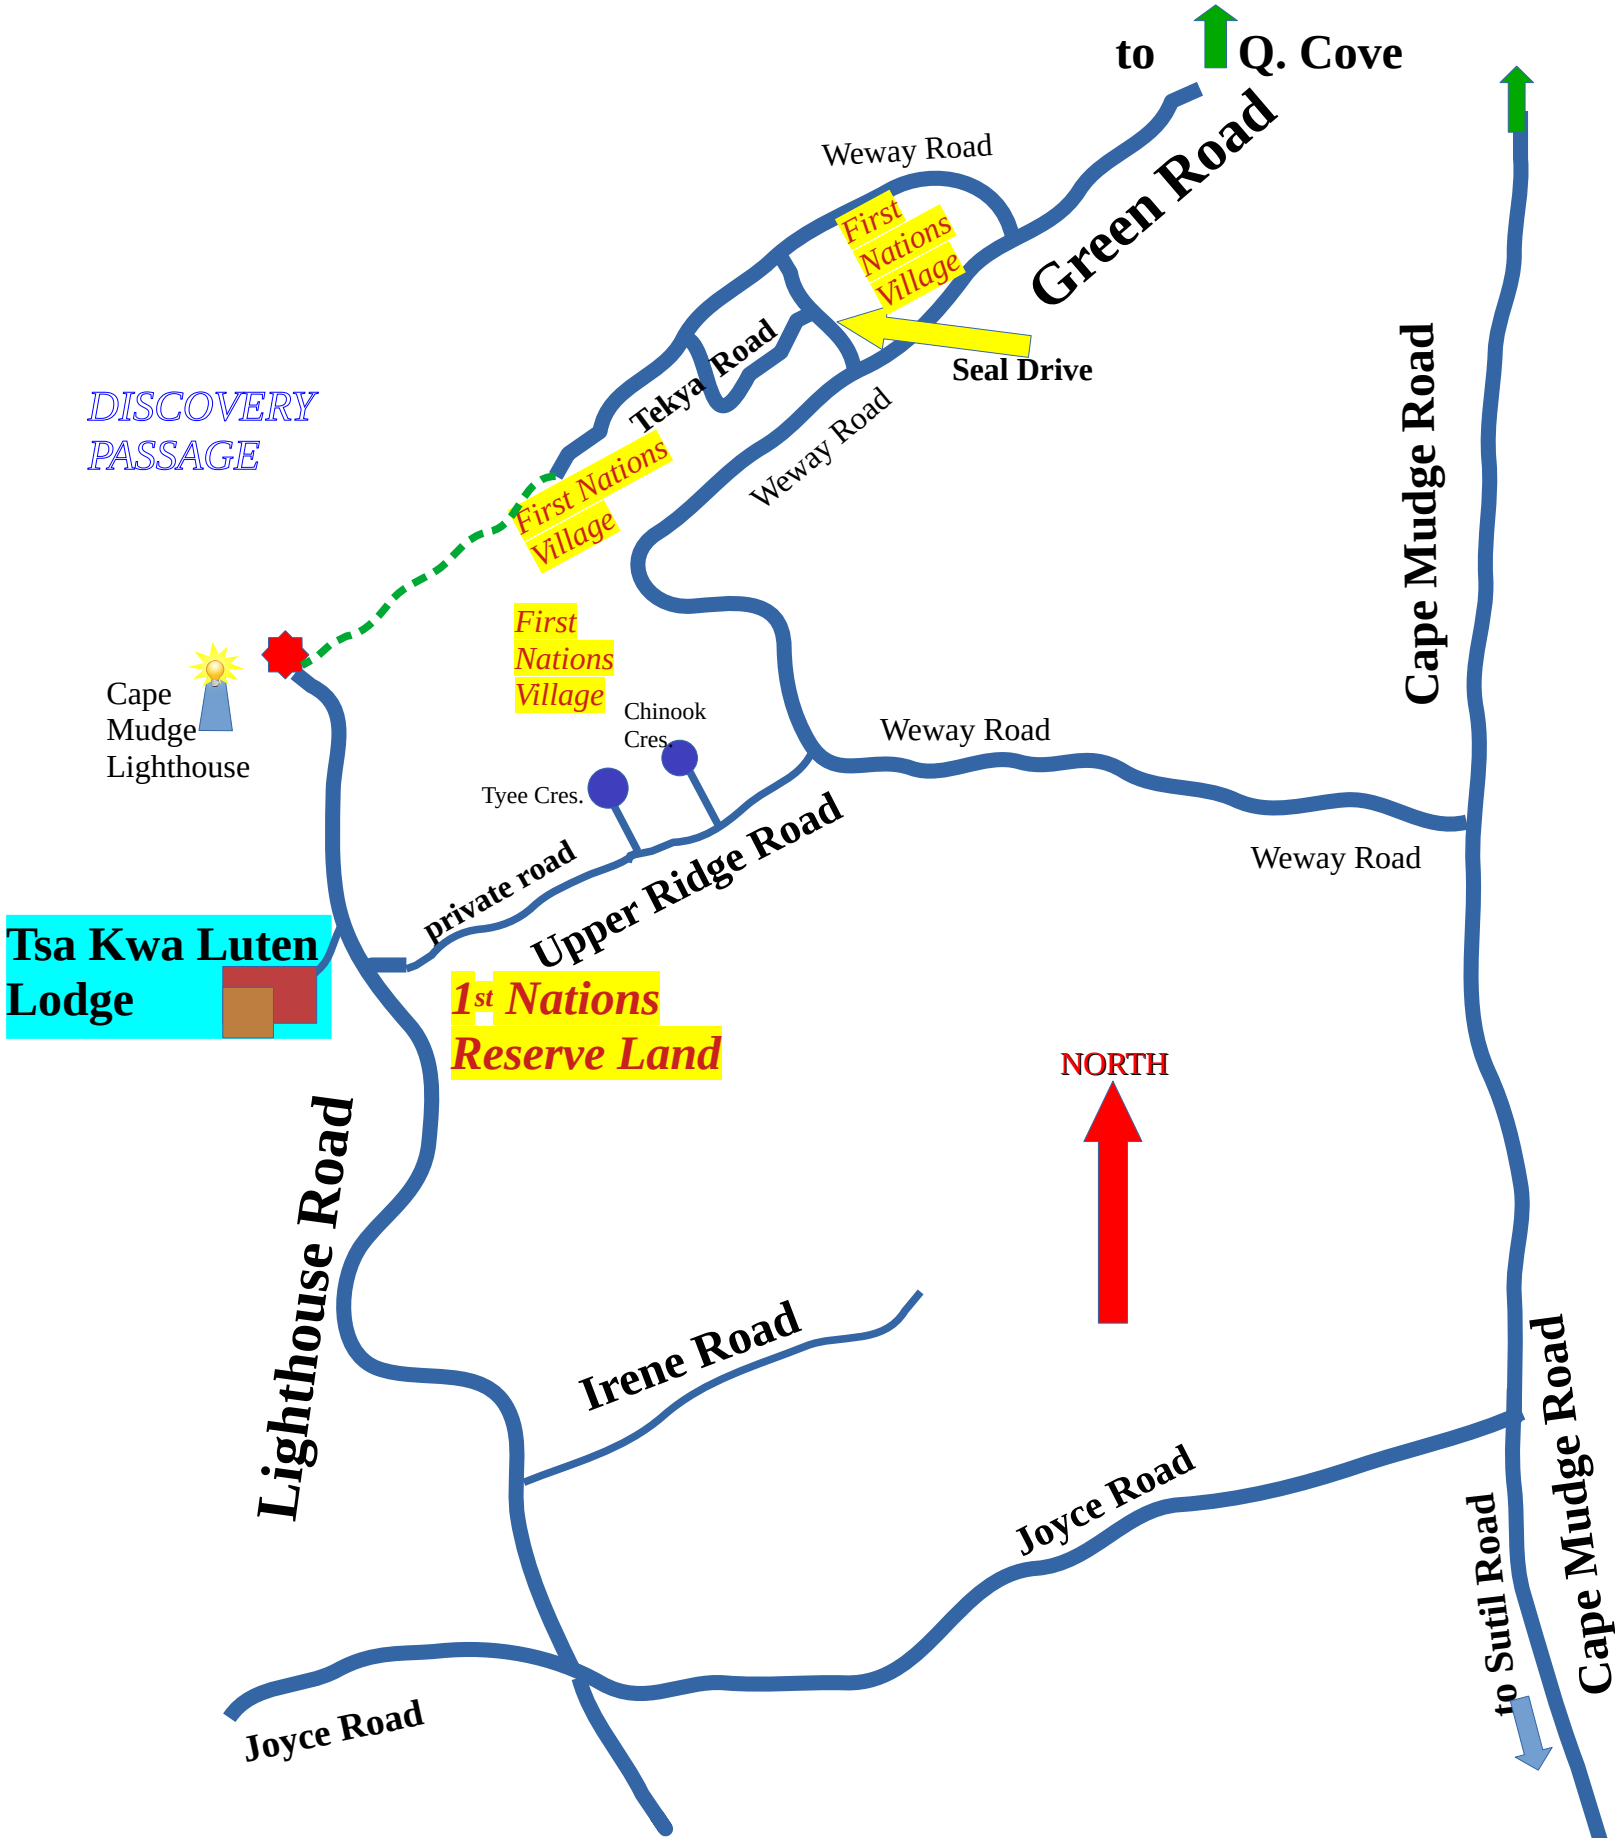 to Q. Cove
Green Road
Weway Road
First
Nations
Village
Seal Drive
Tekya Road
Weway Road
DISCOVERY
PASSAGE
First Nations
Village
Cape Mudge Road
First
Nations
Village
Cape
Mudge
Lighthouse
Chinook
Cres.
Tyee Cres.
Weway Road
Weway Road
private road
Upper Ridge Road
Tsa Kwa Luten
Lodge
1st Nations
Reserve Land
NORTH
Lighthouse Road
Irene Road
Joyce Road
Cape Mudge Road
to Sutil Road
Joyce Road